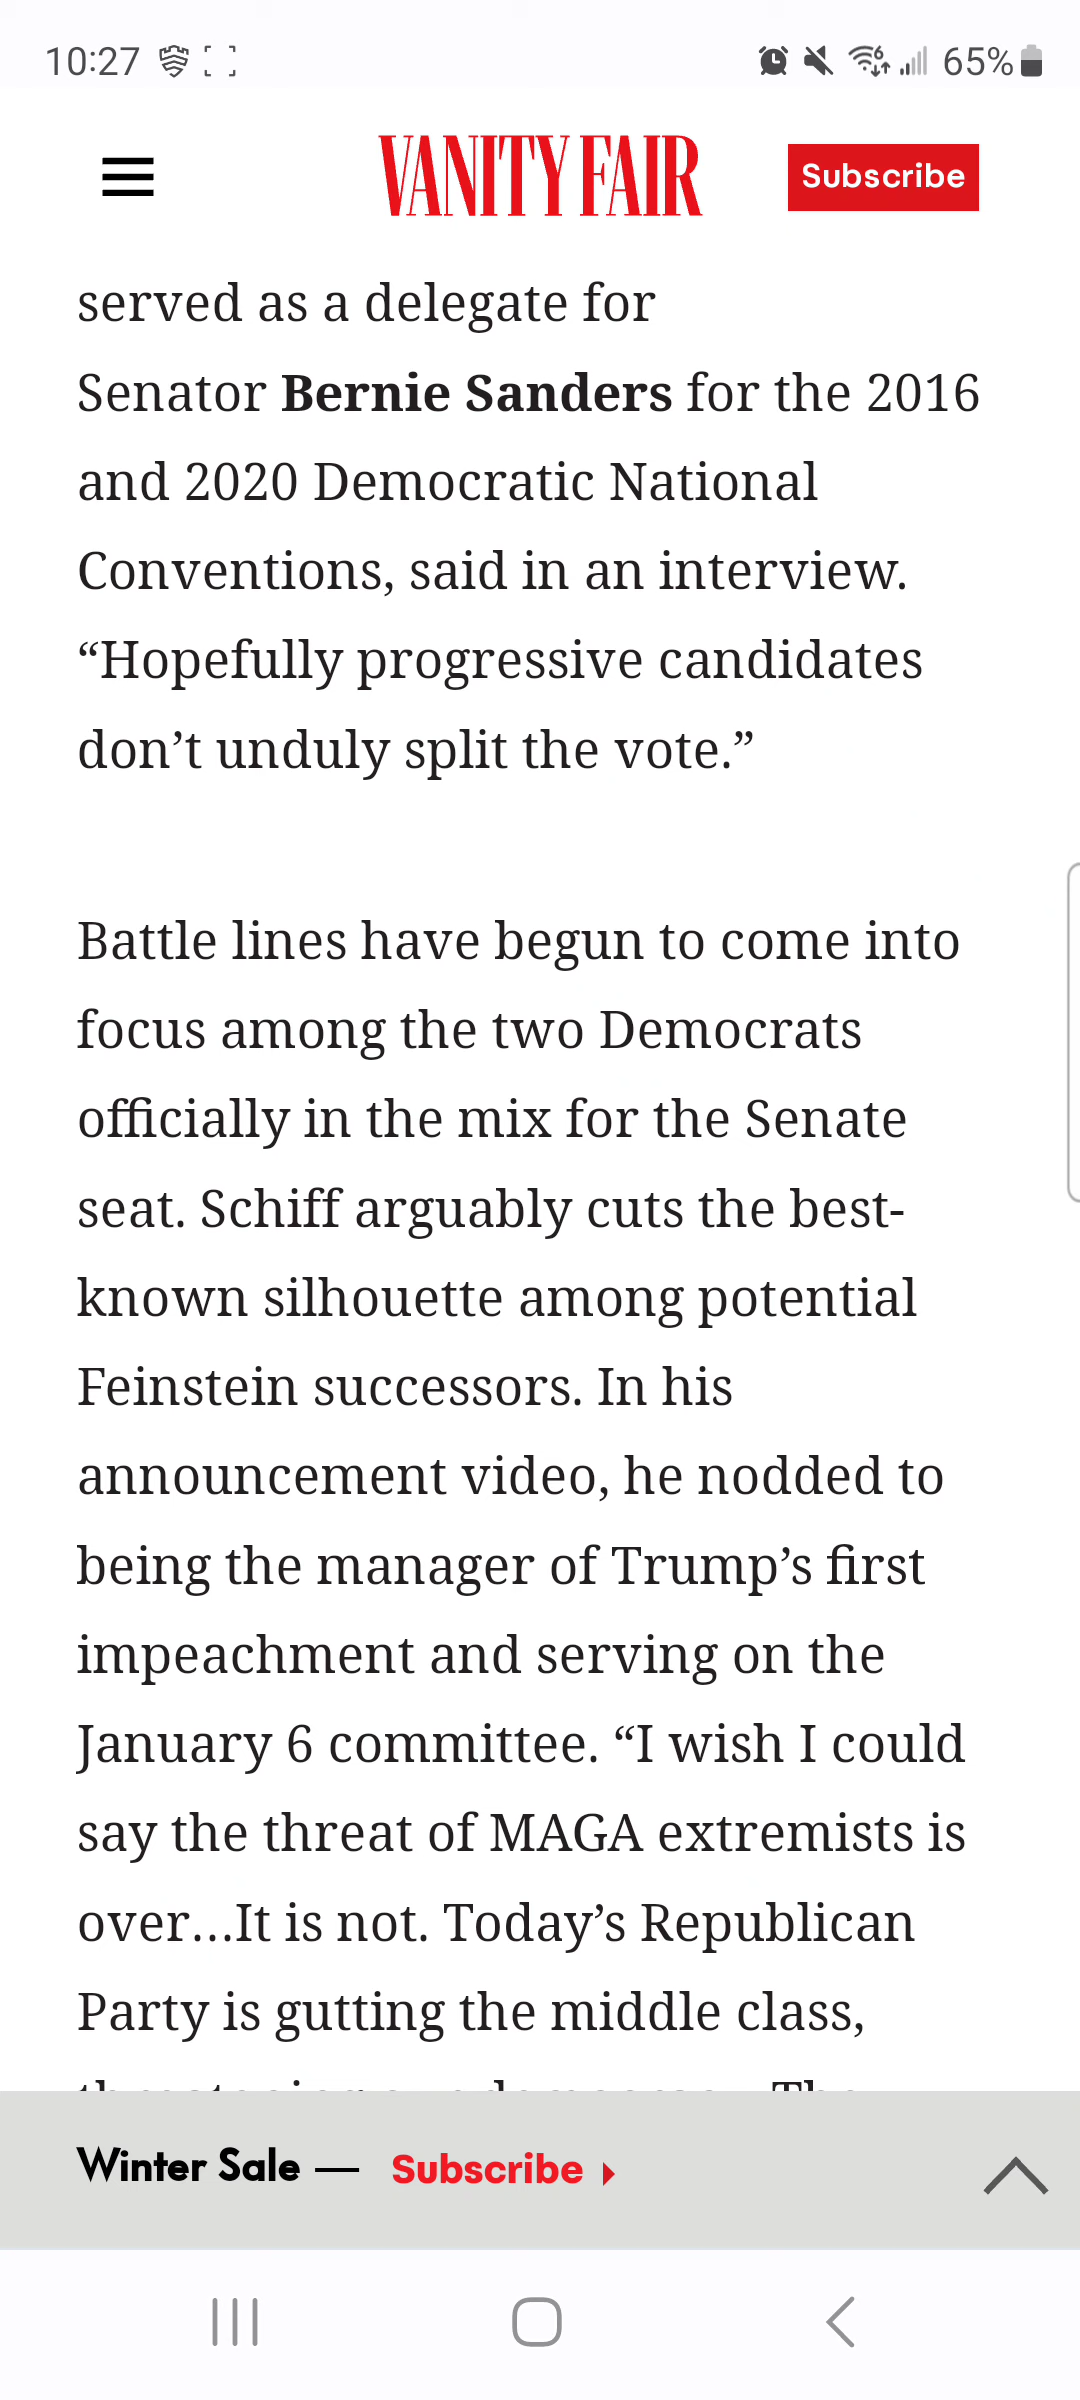 10:27 65%
VANITY FAIR Subscribe
served as a delegate for
Senator Bernie Sanders for the 2016
and 2020 Democratic National
Conventions, said in an interview.
“Hopefully progressive candidates
don’t unduly split the vote.”
Battle lines have begun to come into
focus among the two Democrats
officially in the mix for the Senate
seat. Schiff arguably cuts the best-
known silhouette among potential
Feinstein successors. In his
announcement video, he nodded to
being the manager of Trump’s first
impeachment and serving on the
January 6 committee. “I wish I could
say the threat of MAGA extremists is
over…It is not. Today’s Republican
Party is gutting the middle class,
Winter Sale — Subscribe